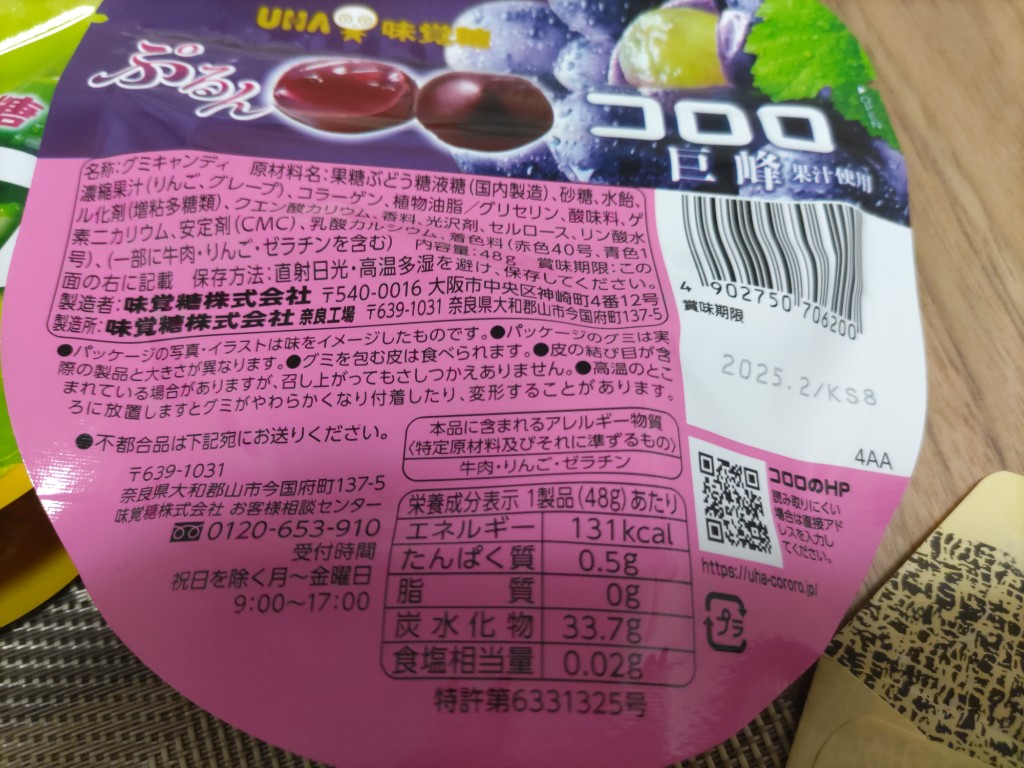 UHA 味覚糖
ぷるん
コロロ
巨峰 果汁使用
糖
名称:グミキャンディ 原材料名:果糖ぶどう糖液糖(国内製造)、砂糖、水飴、
濃縮果汁(りんご、グレープ)、コラーゲン、植物油脂/グリセリン、酸味料、ゲ
ル化剤(増粘多糖類)、クエン酸カリウム、香料、光沢剤、セルロース、リン酸水
素二カリウム、安定剤(CMC)、乳酸カルシウム、着色料(赤色40号、青色1
号)、(一部に牛肉・りんご・ゼラチンを含む) 内容量:48g 賞味期限:この
面の右に記載 保存方法:直射日光・高温多湿を避け、保存してください。
製造者:味覚糖株式会社 〒540-0016 大阪市中央区神崎町4番12号
製造所:味覚糖株式会社 奈良工場 〒639-1031 奈良県大和郡山市今国府町137-5
●パッケージの写真・イラストは味をイメージしたものです。●パッケージのグミは実
際の製品と大きさが異なります。●グミを包む皮は食べられます。●皮の結び目が含
まれている場合がありますが、召し上がってもさしつかえありません。●高温のとこ
ろに放置しますとグミがやわらかくなり付着したり、変形することがあります。
●不都合品は下記宛にお送りください。
〒639-1031
奈良県大和郡山市今国府町137-5
味覚糖株式会社 お客様相談センター
0120-653-910
受付時間
祝日を除く月～金曜日
9:00～17:00
本品に含まれるアレルギー物質
〈特定原材料及びそれに準ずるもの〉
牛肉・りんご・ゼラチン
栄養成分表示 1製品(48g)あたり
エネルギー 131kcal
たんぱく質 0.5g
脂質 0g
炭水化物 33.7g
食塩相当量 0.02g
特許第6331325号
4 902750 706200
賞味期限
2025.2/KS8
4AA
コロロのHP
読み取りにくい
場合は直接アド
レスを入力し
てください。
https://uha-cororo.jp/
プラ